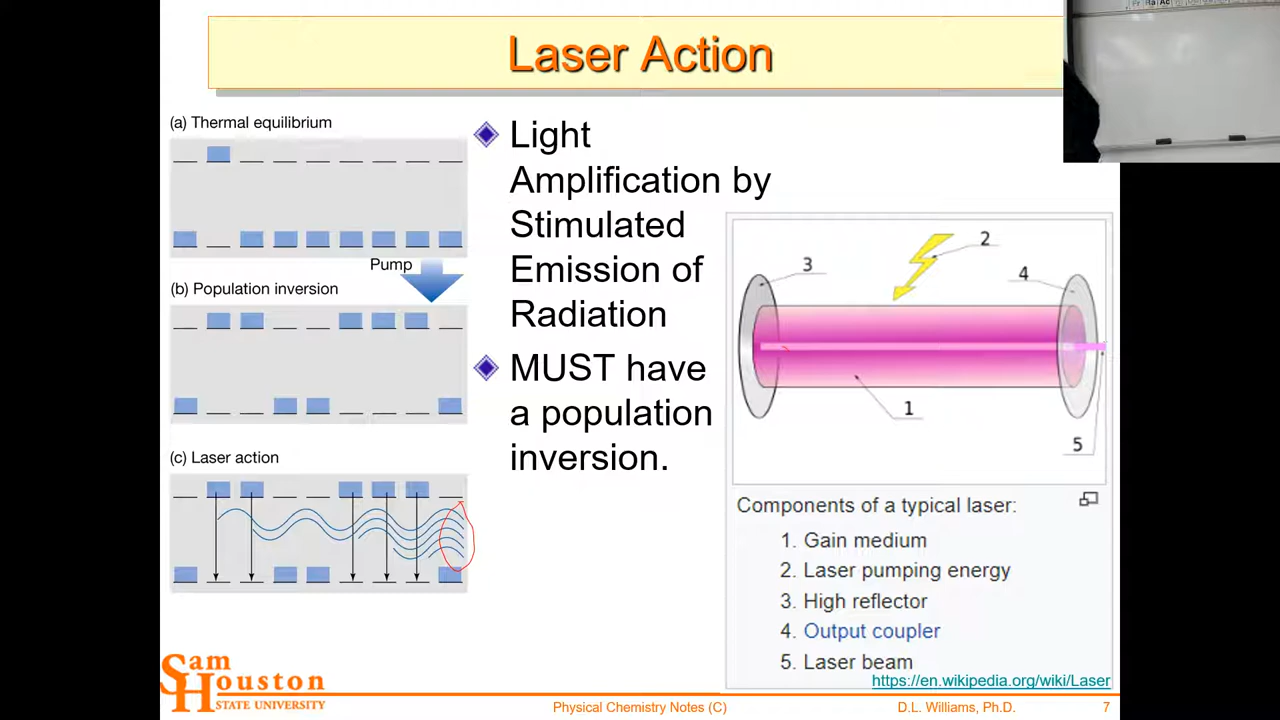 Laser Action
(a) Thermal equilibrium
Pump
(b) Population inversion
(c) Laser action
Light
Amplification by
Stimulated
Emission of
Radiation
MUST have
a population
inversion.
2
3
4
1
5
Components of a typical laser:
1. Gain medium
2. Laser pumping energy
3. High reflector
4. Output coupler
5. Laser beam
https://en.wikipedia.org/wiki/Laser
Sam
Houston
STATE UNIVERSITY
Physical Chemistry Notes (C)
D.L. Williams, Ph.D.
7
Pr Ha Ac